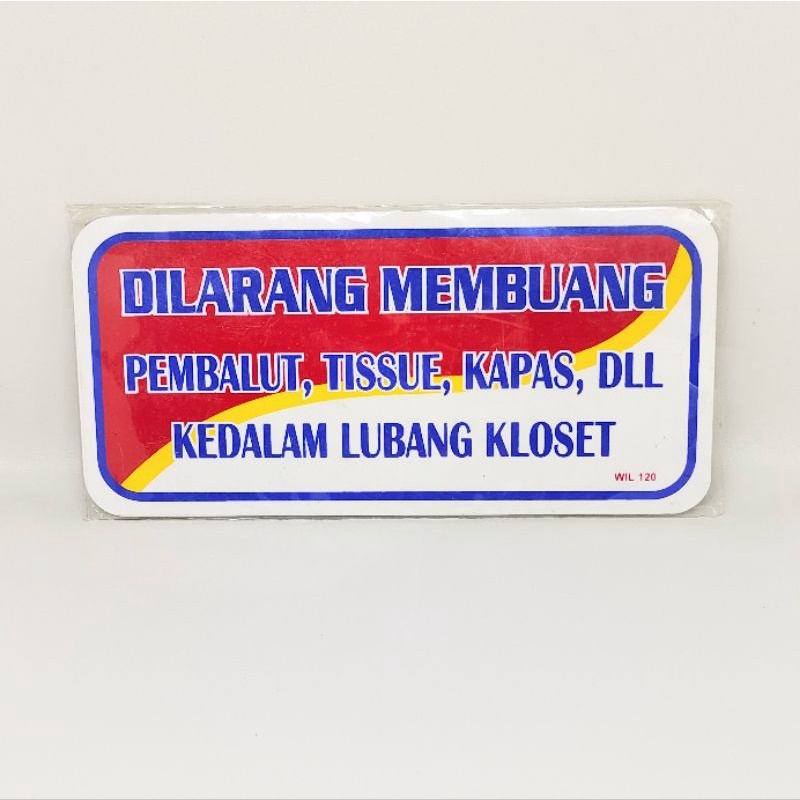 DILARANG MEMBUANG
PEMBALUT, TISSUE, KAPAS, DLL
KEDALAM LUBANG KLOSET
WIL 120